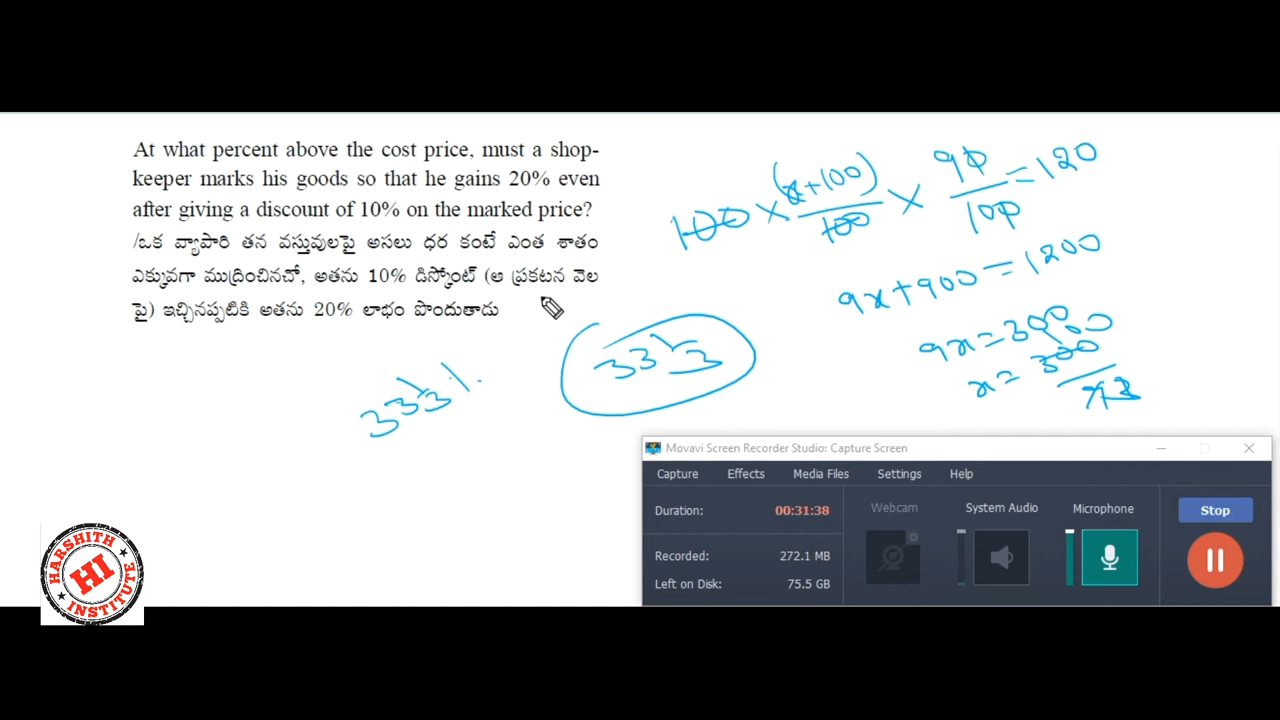 At what percent above the cost price, must a shop-
keeper marks his goods so that he gains 20% even
after giving a discount of 10% on the marked price?
/ఒక వ్యాపారి తన వస్తువులపై అసలు ధర కంటే ఎంత శాతం
ఎక్కువగా ముద్రించినచో, అతను 10% డిస్కోంట్ (ఆ ప్రకటన వెల
పై) ఇచ్చినప్పటికి అతను 20% లాభం పొందుతాడు
100 × (x+100)/100 × 90/100 = 120
9x+900 = 1200
9x = 300
x = 300
33 1/3
33 1/3 %
Movavi Screen Recorder Studio: Capture Screen
Capture Effects Media Files Settings Help
Duration: 00:31:38
Recorded: 272.1 MB
Left on Disk: 75.5 GB
Webcam System Audio Microphone
Stop
HARSHITH
HI
INSTITUTE